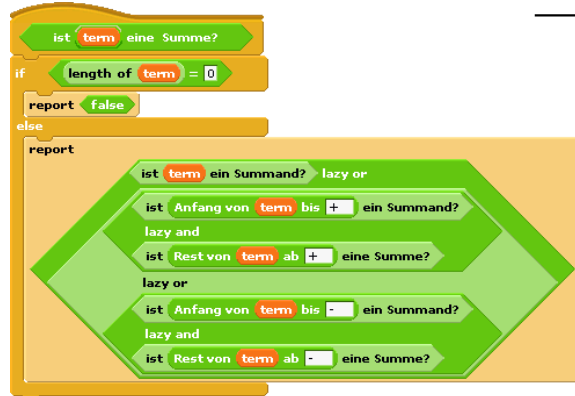 ist term eine Summe?
if length of term = 0
report false
else
report
ist term ein Summand? lazy or
ist Anfang von term bis + ein Summand?
lazy and
ist Rest von term ab + eine Summe?
lazy or
ist Anfang von term bis - ein Summand?
lazy and
ist Rest von term ab - eine Summe?